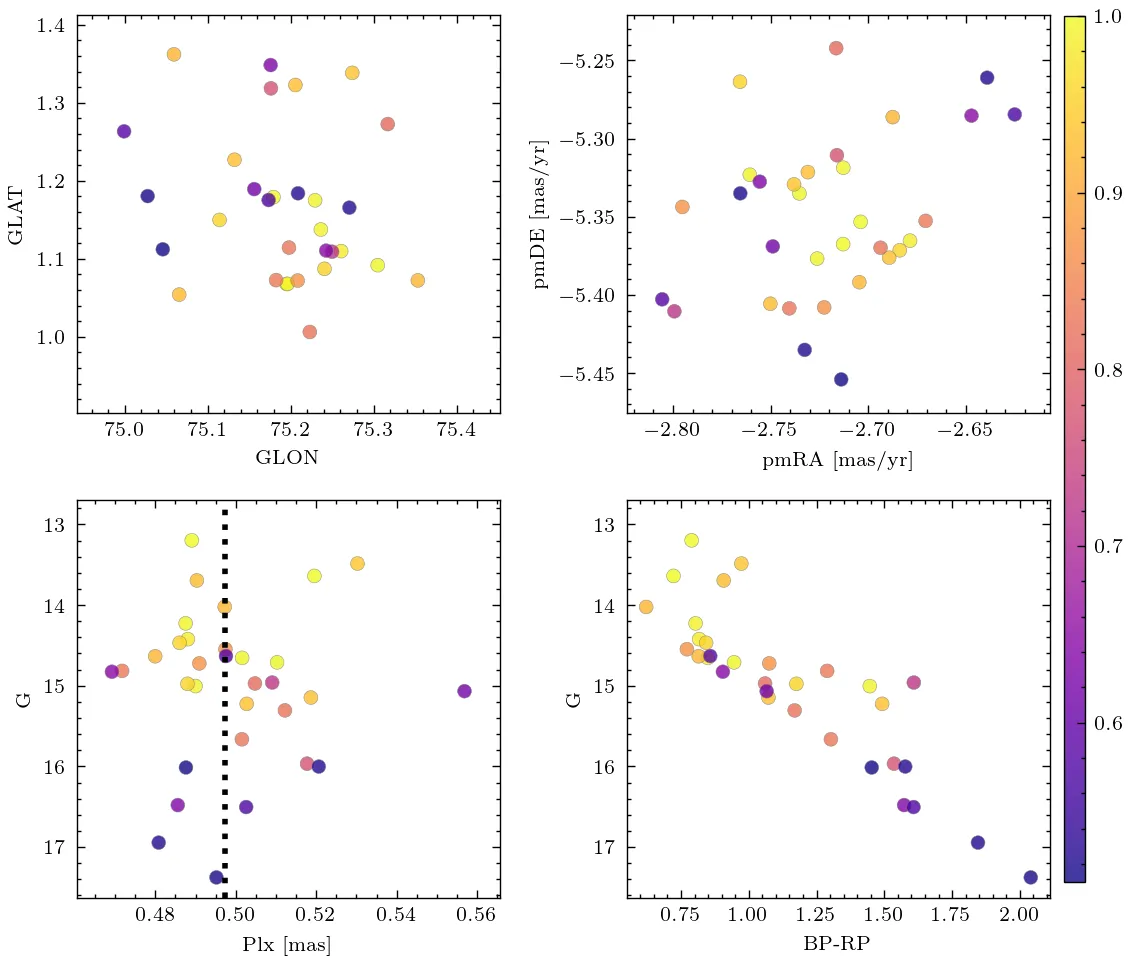 1.4
1.3
1.2
1.1
1.0
GLAT
75.0 75.1 75.2 75.3 75.4
GLON
−5.25
−5.30
−5.35
−5.40
−5.45
pmDE [mas/yr]
−2.80 −2.75 −2.70 −2.65
pmRA [mas/yr]
1.0
0.9
0.8
0.7
0.6
13
14
15
16
17
G
0.48 0.50 0.52 0.54 0.56
Plx [mas]
13
14
15
16
17
G
0.75 1.00 1.25 1.50 1.75 2.00
BP-RP